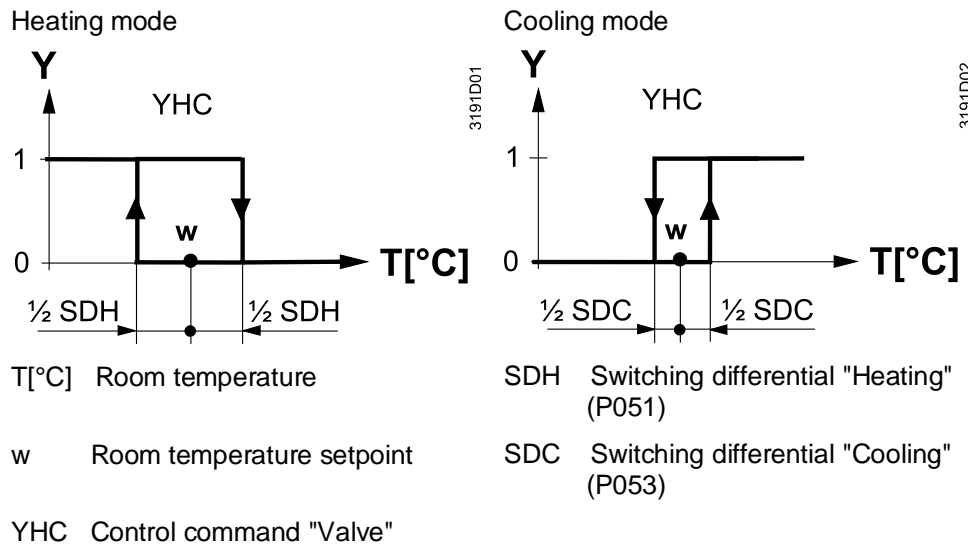 Heating mode
Y
YHC
3191D01
1
w
0
T[°C]
½ SDH
½ SDH
Cooling mode
Y
YHC
3191D02
1
w
0
T[°C]
½ SDC
½ SDC
T[°C] Room temperature
w Room temperature setpoint
YHC Control command "Valve"
SDH Switching differential "Heating"
(P051)
SDC Switching differential "Cooling"
(P053)